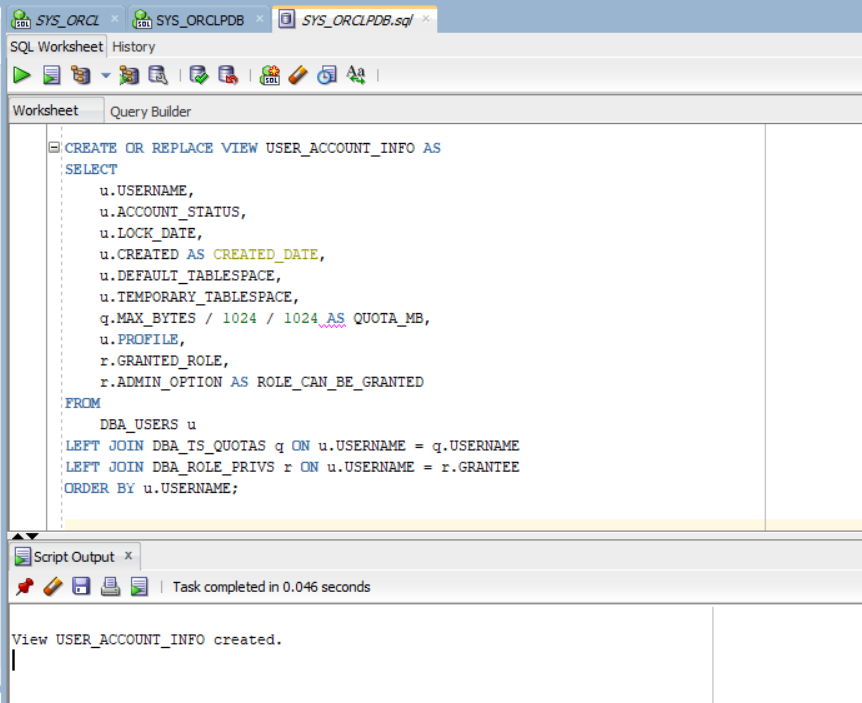 SYS_ORCL SYS_ORCLPDB SYS_ORCLPDB.sql
SQL Worksheet History
Worksheet Query Builder
CREATE OR REPLACE VIEW USER_ACCOUNT_INFO AS
SELECT
u.USERNAME,
u.ACCOUNT_STATUS,
u.LOCK_DATE,
u.CREATED AS CREATED_DATE,
u.DEFAULT_TABLESPACE,
u.TEMPORARY_TABLESPACE,
q.MAX_BYTES / 1024 / 1024 AS QUOTA_MB,
u.PROFILE,
r.GRANTED_ROLE,
r.ADMIN_OPTION AS ROLE_CAN_BE_GRANTED
FROM
DBA_USERS u
LEFT JOIN DBA_TS_QUOTAS q ON u.USERNAME = q.USERNAME
LEFT JOIN DBA_ROLE_PRIVS r ON u.USERNAME = r.GRANTEE
ORDER BY u.USERNAME;
Script Output x
Task completed in 0.046 seconds
View USER_ACCOUNT_INFO created.